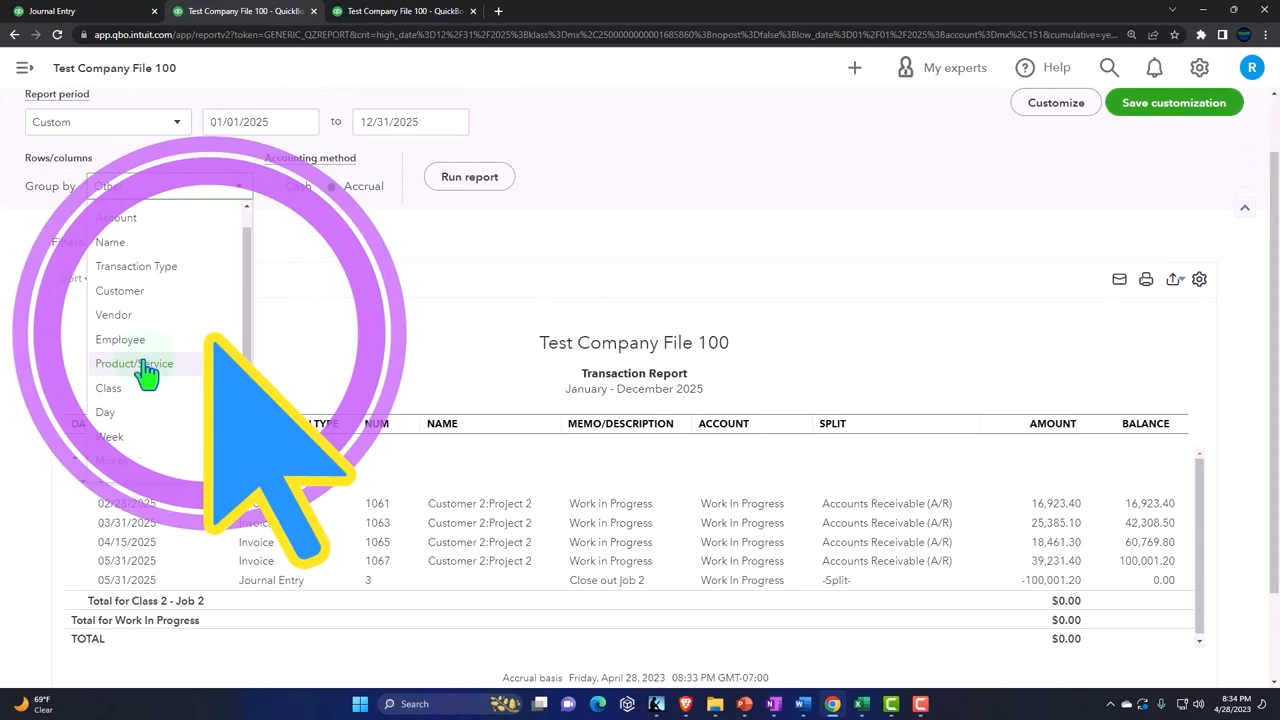 Journal Entry × Test Company File 100 - QuickBo × Test Company File 100 - QuickBo × +
app.qbo.intuit.com/app/reportv2?token=GENERIC_QZREPORT&crit=high_date%3D12%2F31%2F2025%klass%3Dmx%2C2500000000001685860%nopost%3Dfalse%low_date%3D01%2F01%2F2025%account%3Dmx%2C151&cumulative=ye...
Test Company File 100 My experts Help R
Report period
Custom 01/01/2025 to 12/31/2025 Customize Save customization
Rows/columns Accounting method
Group by Cash Accrual Run report
Account
Name
Transaction Type
Sort
Customer
Vendor
Employee
Product/Service
Class
Day
Week
Month
Test Company File 100
Transaction Report
January - December 2025
NUM NAME MEMO/DESCRIPTION ACCOUNT SPLIT AMOUNT BALANCE
02/28/2025 1061 Customer 2:Project 2 Work in Progress Work In Progress Accounts Receivable (A/R) 16,923.40 16,923.40
03/31/2025 Invoice 1063 Customer 2:Project 2 Work in Progress Work In Progress Accounts Receivable (A/R) 25,385.10 42,308.50
04/15/2025 Invoice 1065 Customer 2:Project 2 Work in Progress Work In Progress Accounts Receivable (A/R) 18,461.30 60,769.80
05/31/2025 Invoice 1067 Customer 2:Project 2 Work in Progress Work In Progress Accounts Receivable (A/R) 39,231.40 100,001.20
05/31/2025 Journal Entry 3 Close out job 2 Work In Progress -Split- -100,001.20 0.00
Total for Class 2 - Job 2 $0.00
Total for Work In Progress $0.00
TOTAL $0.00
Accrual basis Friday, April 28, 2023 08:33 PM GMT-07:00
69°F
Clear
Search
8:34 PM
4/28/2023